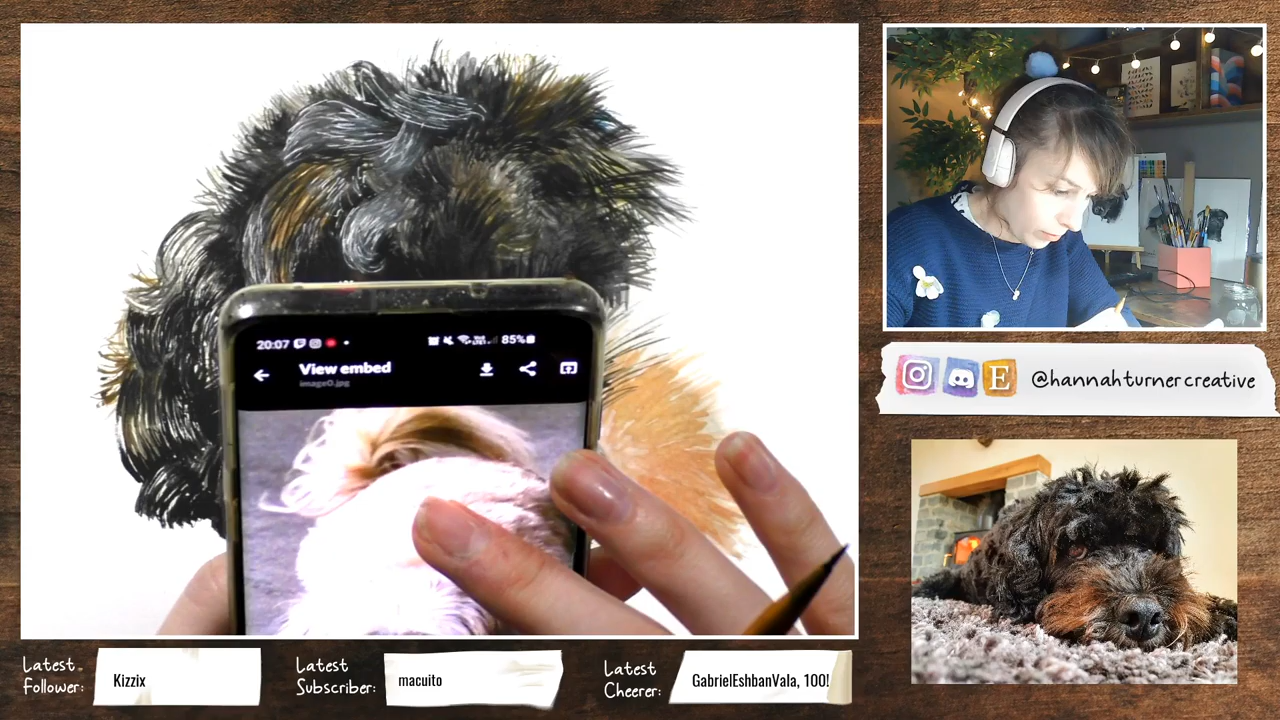 20:07
85%
View embed
image0.jpg
E
@hannahturnercreative
Latest
Follower:
Kizzix
Latest
Subscriber:
macuito
Latest
Cheerer:
GabrielEshbanVala, 100!